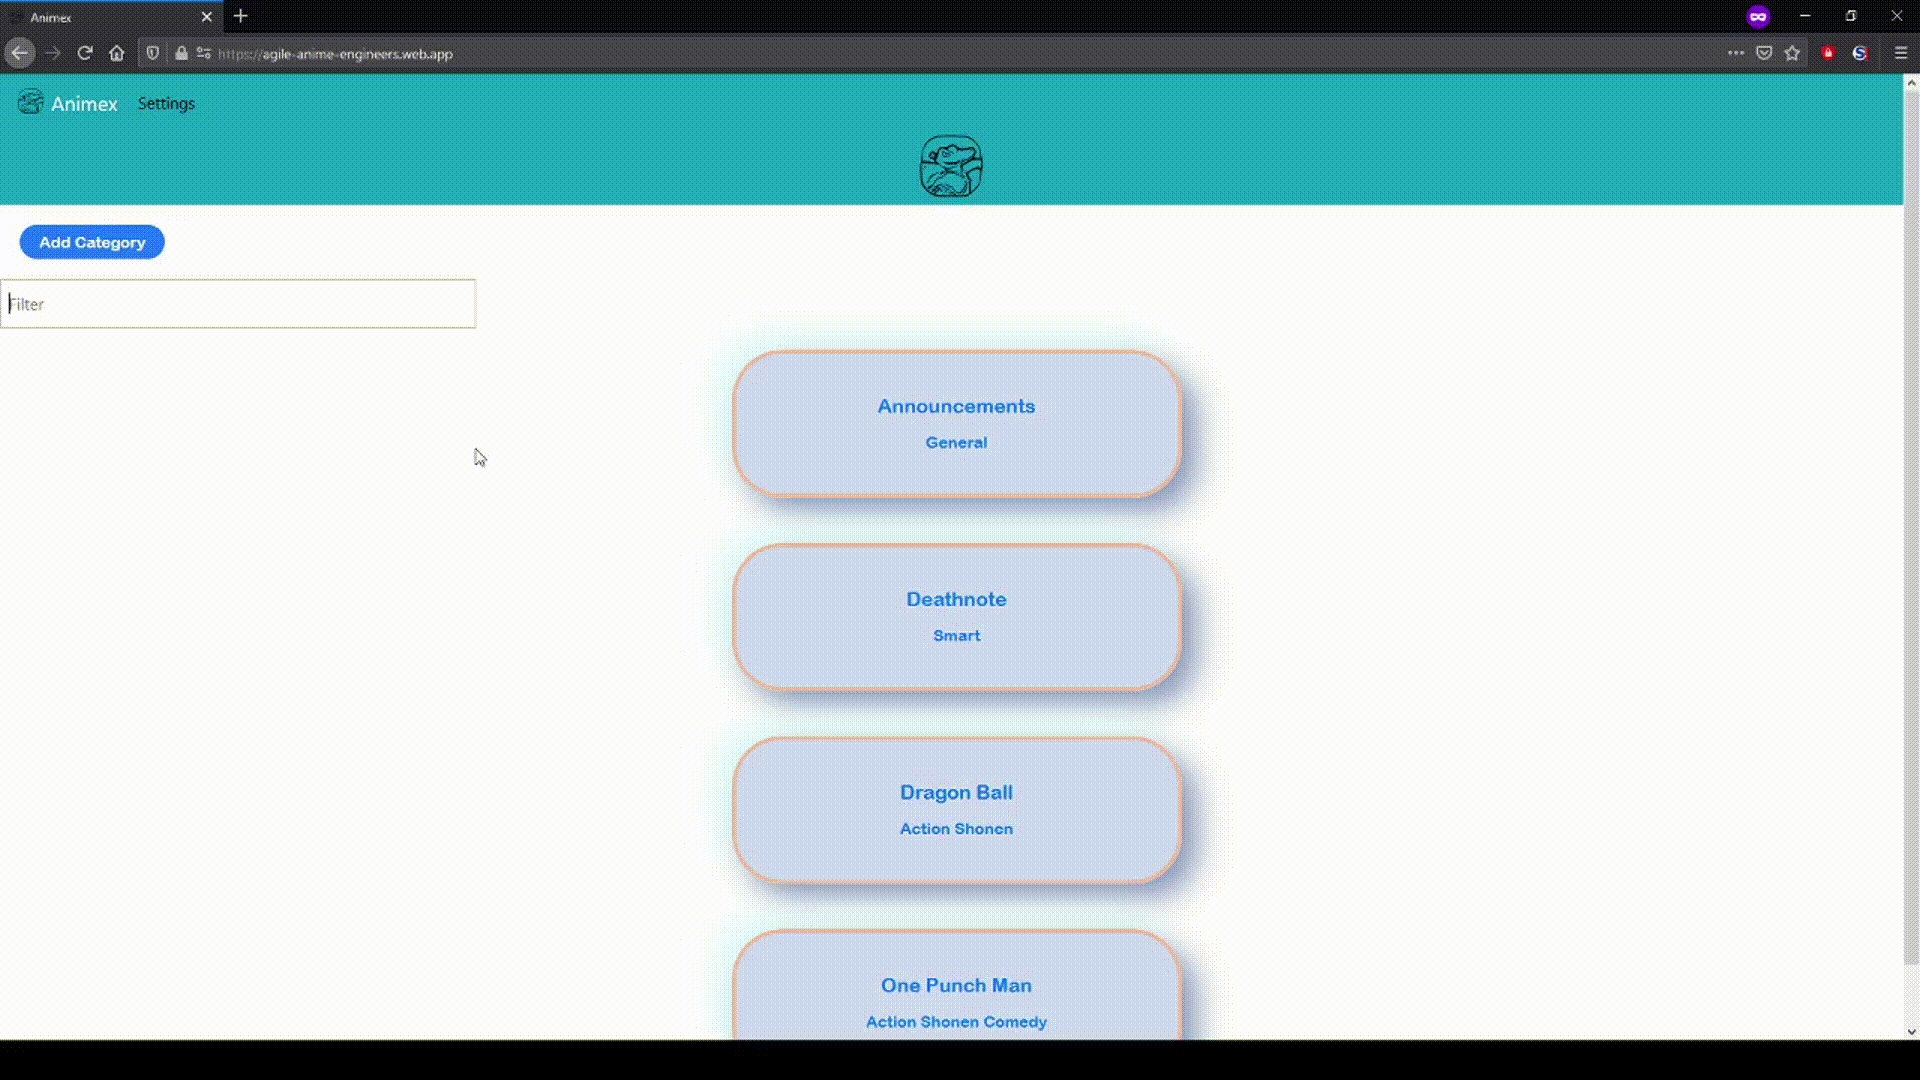 Animex
https://agile-anime-engineers.web.app
Animex Settings
Add Category
Filter
Announcements
General
Deathnote
Smart
Dragon Ball
Action Shonen
One Punch Man
Action Shonen Comedy